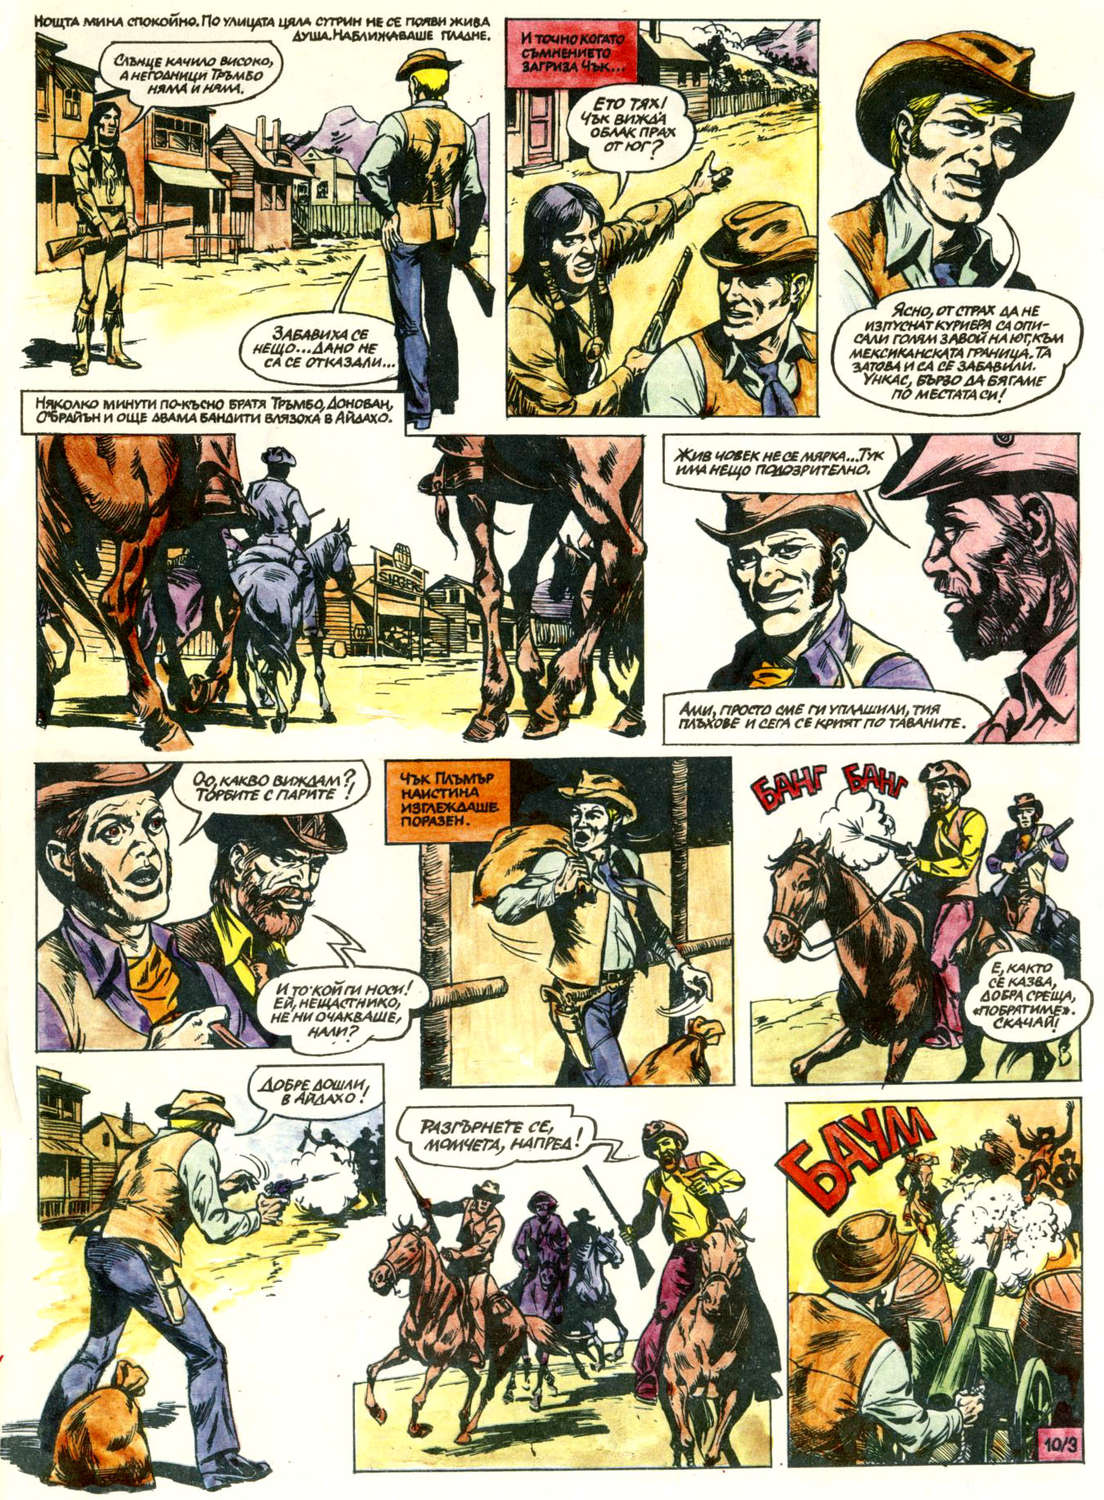 НОЩТА МИНА СПОКОЙНО. ПО УЛИЦАТА ЦЯЛА СУТРИН НЕ СЕ ПОЯВИ ЖИВА
ДУША. НАБЛИЖАВАШЕ ПЛАДНЕ.
СЛЪНЦЕ КАЧИЛО ВИСОКО,
А НЕГОДНИЦИ ТРЪМБО
НЯМА И НЯМА.
ЗАБАВИХА СЕ
НЕЩО... ДАНО НЕ
СА СЕ ОТКАЗАЛИ...
И ТОЧНО КОГАТО
СЪМНЕНИЕТО
ЗАГРИЗА ЧЪК...
ЕТО ТЯХ!
ЧЪК ВИЖДА
ОБЛАК ПРАХ
ОТ ЮГ?
ЯСНО, ОТ СТРАХ ДА НЕ
ИЗПУСНАТ КУРИЕРА СА ОПИ-
САЛИ ГОЛЯМ ЗАВОЙ НА ЮГ, КЪМ
МЕКСИКАНСКАТА ГРАНИЦА. ТА
ЗАТОВА И СА СЕ ЗАБАВИЛИ.
УНКАС, БЪРЗО ДА БЯГАМЕ
ПО МЕСТАТА СИ!
НЯКОЛКО МИНУТИ ПО-КЪСНО БРАТЯ ТРЪМБО, ДОНОВАН,
О'БРАЙЪН И ОЩЕ ДВАМА БАНДИТИ ВЛЯЗОХА В АЙДАХО.
ЖИВ ЧОВЕК НЕ СЕ МЯРКА... ТУК
ИМА НЕЩО ПОДОЗРИТЕЛНО.
АМИ, ПРОСТО СМЕ ГИ УПЛАШИЛИ, ТИЯ
ПЛЪХОВЕ И СЕГА СЕ КРИЯТ ПО ТАВАНИТЕ.
ОО, КАКВО ВИЖДАМ?
ТОРБИТЕ С ПАРИТЕ!
И ТО КОЙ ГИ НОСИ!
ЕЙ, НЕЩАСТНИКО,
НЕ НИ ОЧАКВАШЕ,
НАЛИ?
ЧЪК ПЛЪМЪР
НАИСТИНА
ИЗГЛЕЖДАШЕ
ПОРАЗЕН.
БАНГ БАНГ
Е, КАКТО
СЕ КАЗВА,
ДОБРА СРЕЩА,
«ПОБРАТИМЕ».
СКАЧАЙ!
ДОБРЕ ДОШЛИ
В АЙДАХО!
РАЗГЪРНЕТЕ СЕ,
МОМЧЕТА, НАПРЕД!
БАУМ
10/3